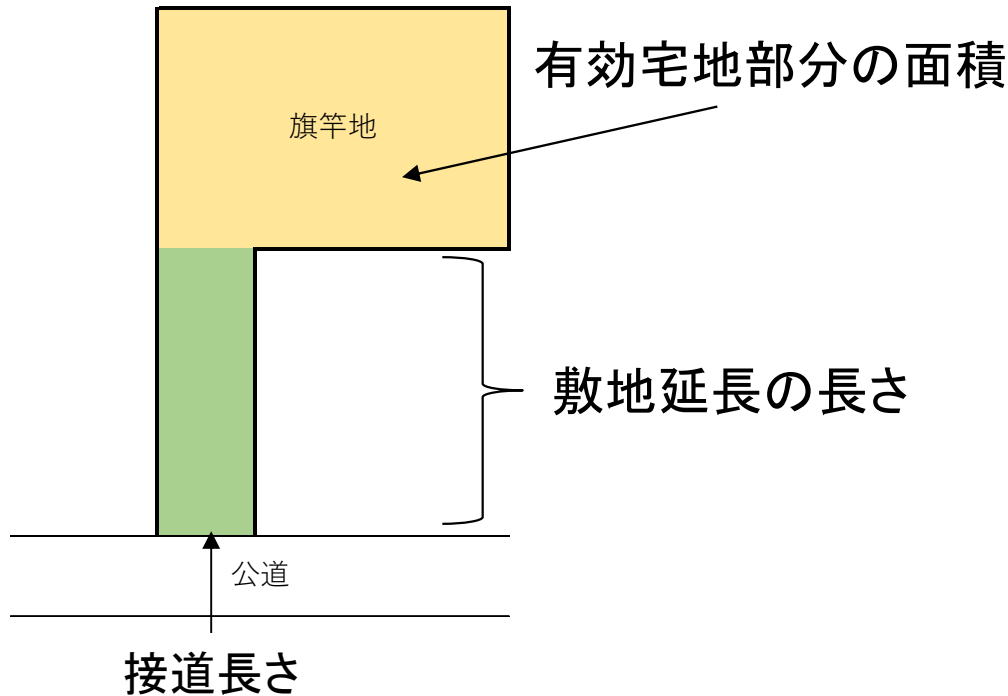 有効宅地部分の面積
旗竿地
敷地延長の長さ
公道
接道長さ